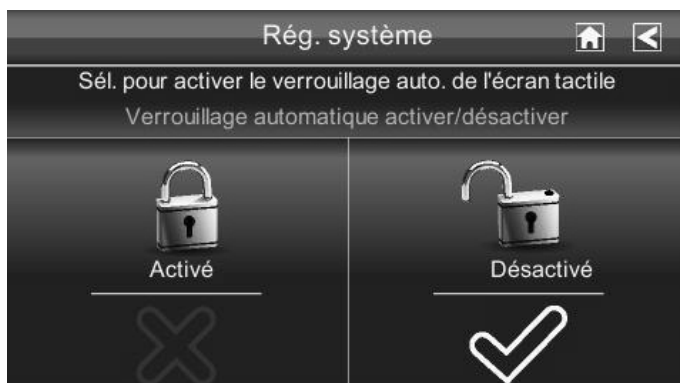 Rég. système
Sél. pour activer le verrouillage auto. de l'écran tactile
Verrouillage automatique activer/désactiver
Activé
Désactivé